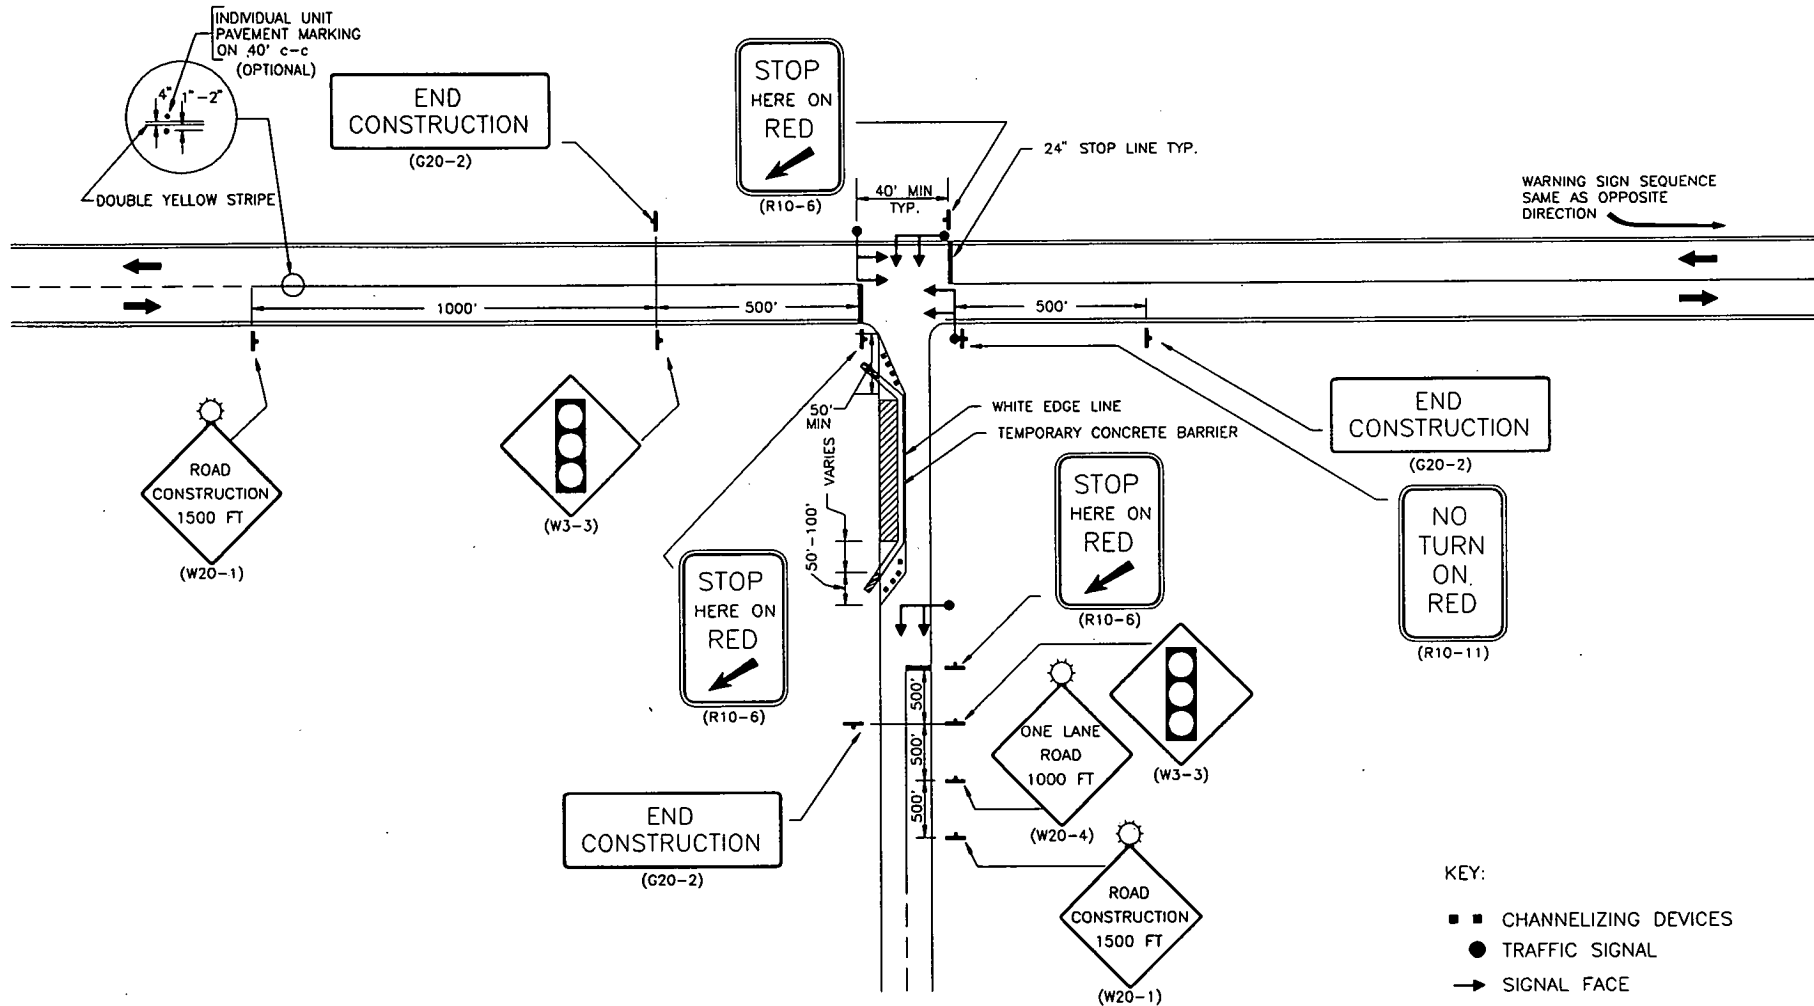 INDIVIDUAL UNIT
PAVEMENT MARKING
ON 40' c-c
(OPTIONAL)
4"
1"-2"
DOUBLE YELLOW STRIPE
END
CONSTRUCTION
(G20-2)
STOP
HERE ON
RED
(R10-6)
40' MIN
TYP.
24" STOP LINE TYP.
WARNING SIGN SEQUENCE
SAME AS OPPOSITE
DIRECTION
1000'
500'
500'
ROAD
CONSTRUCTION
1500 FT
(W20-1)
(W3-3)
50'
MIN
VARIES
50'-100'
WHITE EDGE LINE
TEMPORARY CONCRETE BARRIER
END
CONSTRUCTION
(G20-2)
STOP
HERE ON
RED
(R10-6)
STOP
HERE ON
RED
(R10-6)
NO
TURN
ON
RED
(R10-11)
500'
500'
500'
ONE LANE
ROAD
1000 FT
(W20-4)
(W3-3)
END
CONSTRUCTION
(G20-2)
ROAD
CONSTRUCTION
1500 FT
(W20-1)
KEY:
CHANNELIZING DEVICES
TRAFFIC SIGNAL
SIGNAL FACE